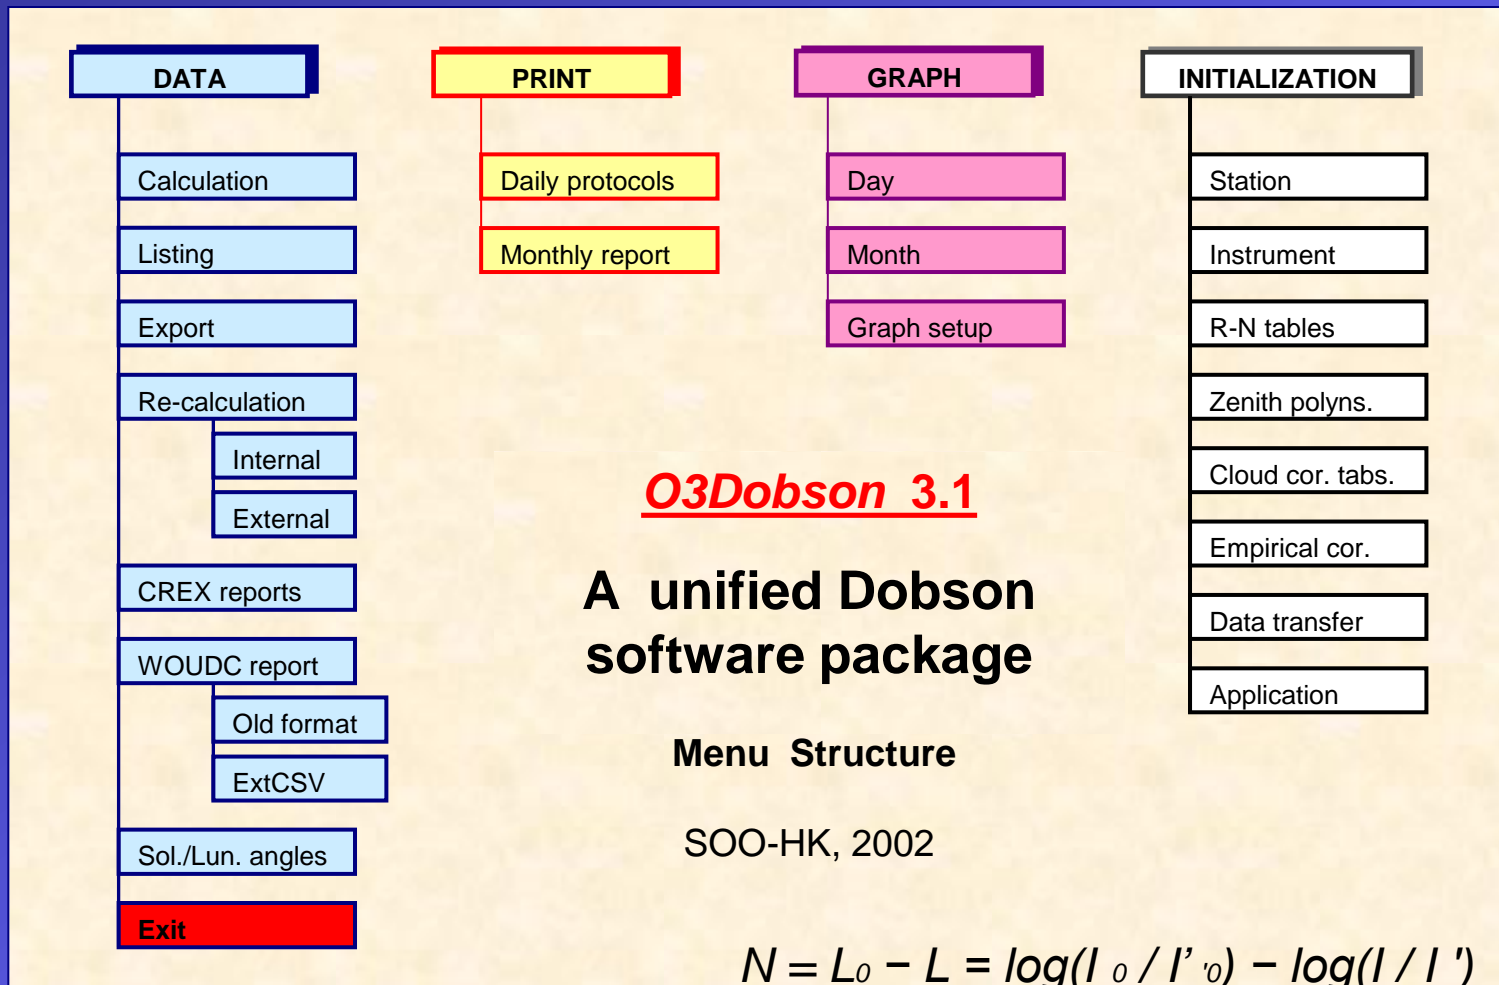 DATA
Calculation
Listing
Export
Re-calculation
Internal
External
CREX reports
WOUDC report
Old format
ExtCSV
Sol./Lun. angles
Exit
PRINT
Daily protocols
Monthly report
GRAPH
Day
Month
Graph setup
INITIALIZATION
Station
Instrument
R-N tables
Zenith polyns.
Cloud cor. tabs.
Empirical cor.
Data transfer
Application
O3Dobson 3.1
A unified Dobson
software package
Menu Structure
SOO-HK, 2002
N = L₀ − L = log(I ₀ / I’ '₀) − log(I / I ')